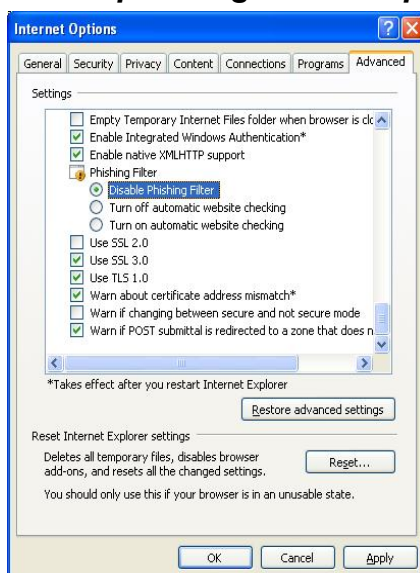 Internet Options
General Security Privacy Content Connections Programs Advanced
Settings
Empty Temporary Internet Files folder when browser is clo
Enable Integrated Windows Authentication*
Enable native XMLHTTP support
Phishing Filter
Disable Phishing Filter
Turn off automatic website checking
Turn on automatic website checking
Use SSL 2.0
Use SSL 3.0
Use TLS 1.0
Warn about certificate address mismatch*
Warn if changing between secure and not secure mode
Warn if POST submittal is redirected to a zone that does n
*Takes effect after you restart Internet Explorer
Restore advanced settings
Reset Internet Explorer settings
Deletes all temporary files, disables browser
add-ons, and resets all the changed settings.
Reset...
You should only use this if your browser is in an unusable state.
OK Cancel Apply